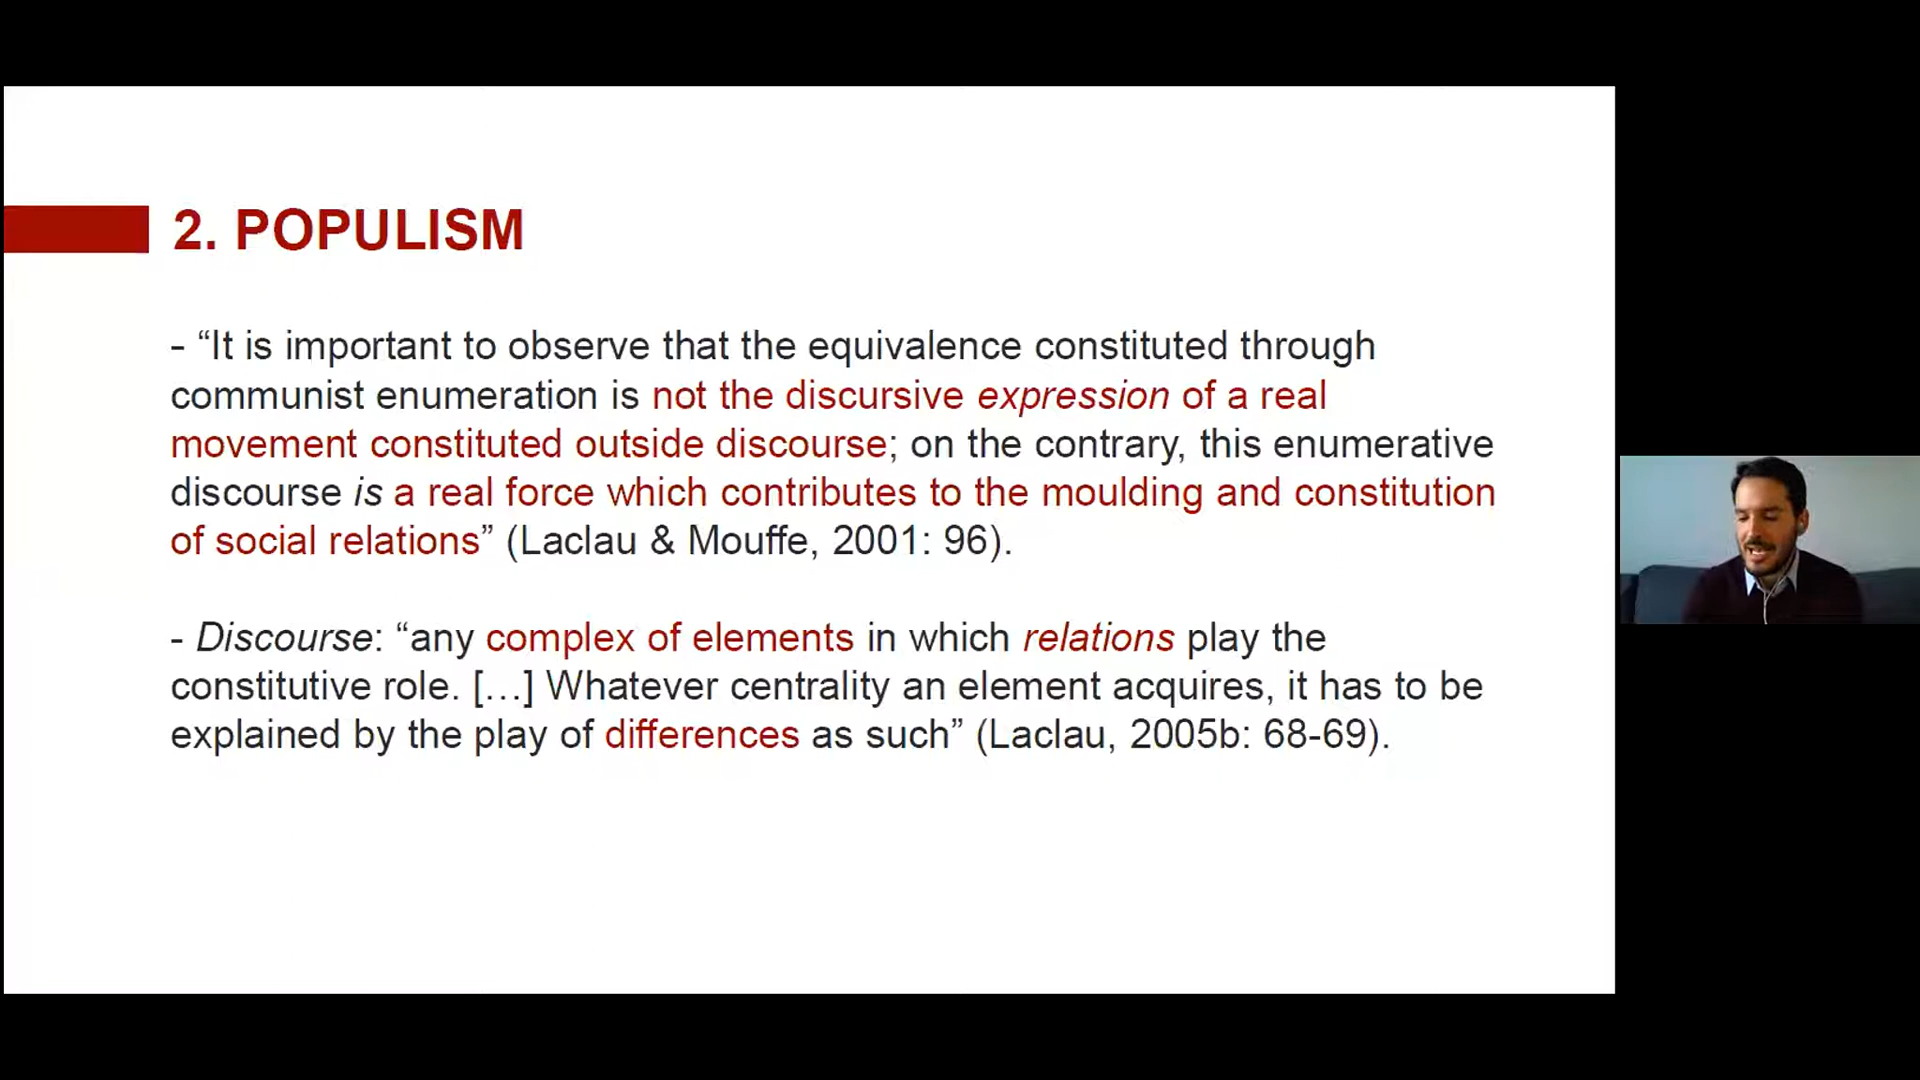 2. POPULISM
- “It is important to observe that the equivalence constituted through
communist enumeration is not the discursive expression of a real
movement constituted outside discourse; on the contrary, this enumerative
discourse is a real force which contributes to the moulding and constitution
of social relations” (Laclau & Mouffe, 2001: 96).
- Discourse: “any complex of elements in which relations play the
constitutive role. […] Whatever centrality an element acquires, it has to be
explained by the play of differences as such” (Laclau, 2005b: 68-69).